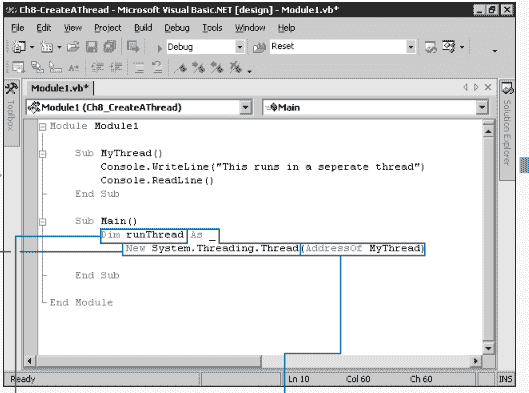 Ch8-CreateAThread - Microsoft Visual Basic.NET [design] - Module1.vb*
File Edit View Project Build Debug Tools Window Help
Debug Reset
Module1.vb*
Module1 (Ch8_CreateAThread) Main
Toolbox
Solution Explorer
Module Module1
Sub MyThread()
Console.WriteLine("This runs in a seperate thread")
Console.ReadLine()
End Sub
Sub Main()
Dim runThread As _
New System.Threading.Thread(AddressOf MyThread)
End Sub
End Module
Ready Ln 10 Col 60 Ch 60 INS